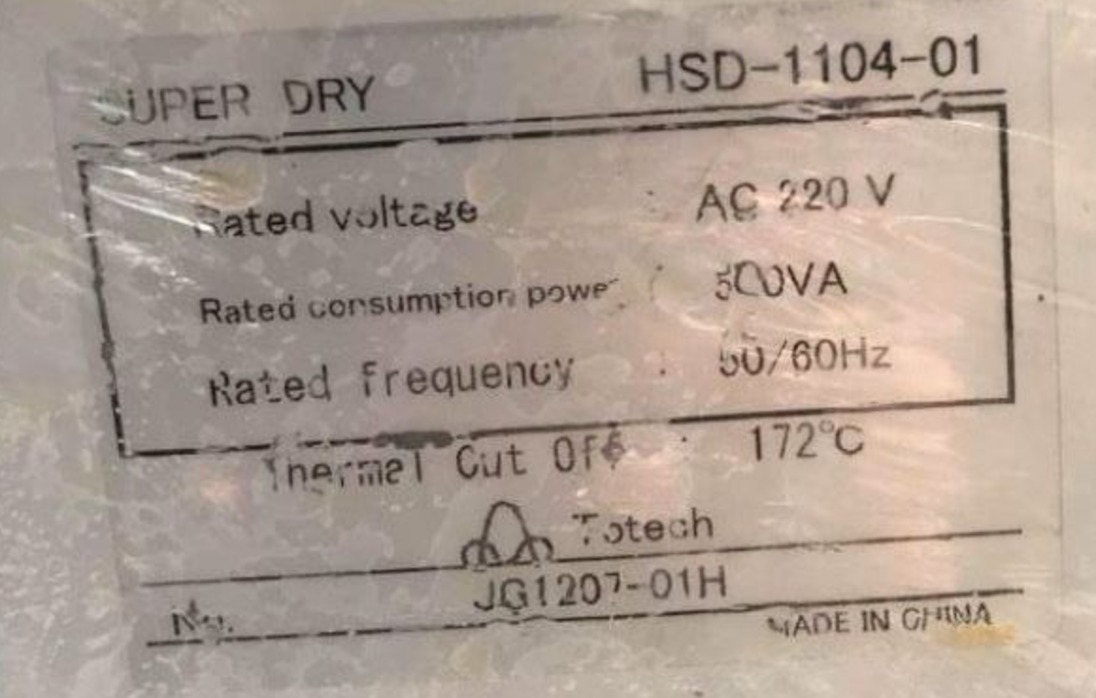 SUPER DRY HSD-1104-01
Rated voltage : AC 220 V
Rated consumption power : 500VA
Rated frequency : 50/60Hz
Thermal Cut Off : 172°C
Totech
No. JG1207-01H
MADE IN CHINA